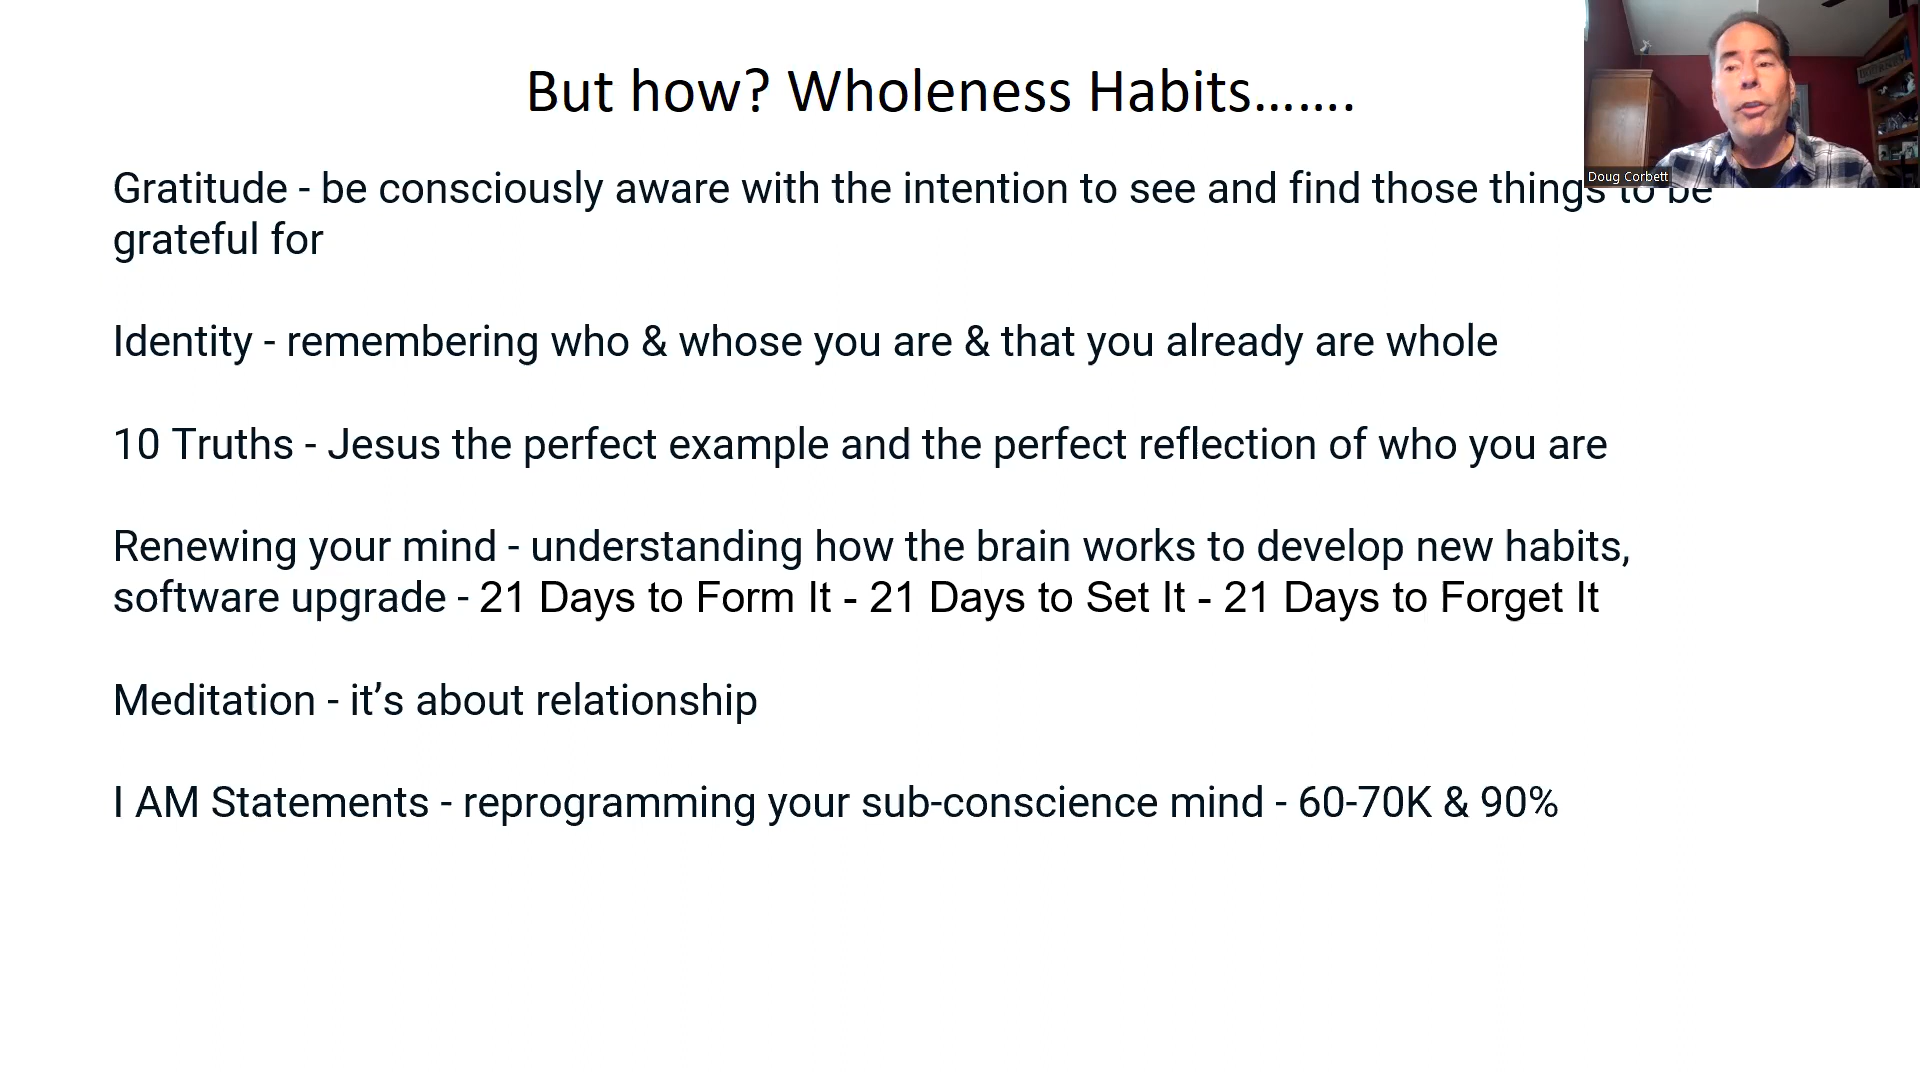 But how? Wholeness Habits.......
Gratitude - be consciously aware with the intention to see and find those things to be
grateful for
Identity - remembering who & whose you are & that you already are whole
10 Truths - Jesus the perfect example and the perfect reflection of who you are
Renewing your mind - understanding how the brain works to develop new habits,
software upgrade - 21 Days to Form It - 21 Days to Set It - 21 Days to Forget It
Meditation - it’s about relationship
I AM Statements - reprogramming your sub-conscience mind - 60-70K & 90%
Doug Corbett